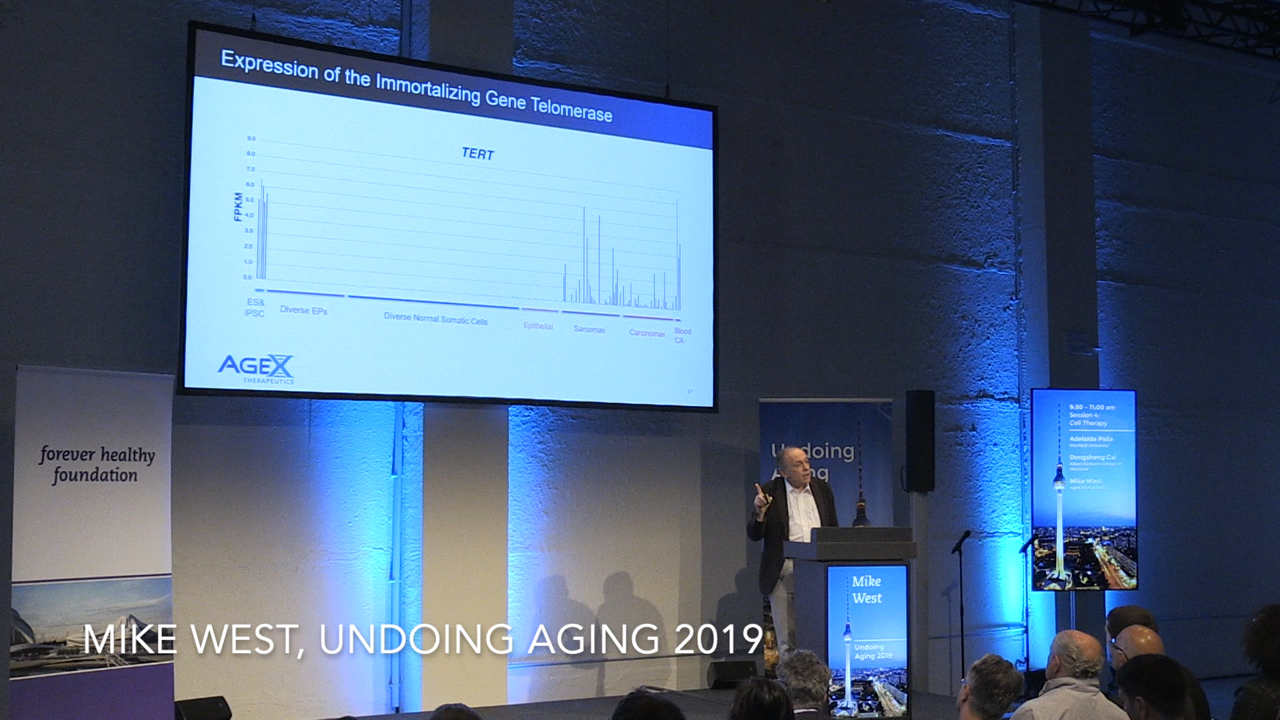 Expression of the Immortalizing Gene Telomerase
TERT
FPKM
9.0
8.0
7.0
6.0
5.0
4.0
3.0
2.0
1.0
0.0
ES&
iPSC
Diverse EPs
Diverse Normal Somatic Cells
Epithelial
Sarcomas
Carcinomas
Blood
CA
AGEX
THERAPEUTICS
forever healthy
foundation
Undoing
Aging
9:30 – 11:00 am
Session 4:
Cell Therapy
Dongsheng Cai
Mike West
Mike
West
Undoing
Aging 2019
MIKE WEST, UNDOING AGING 2019